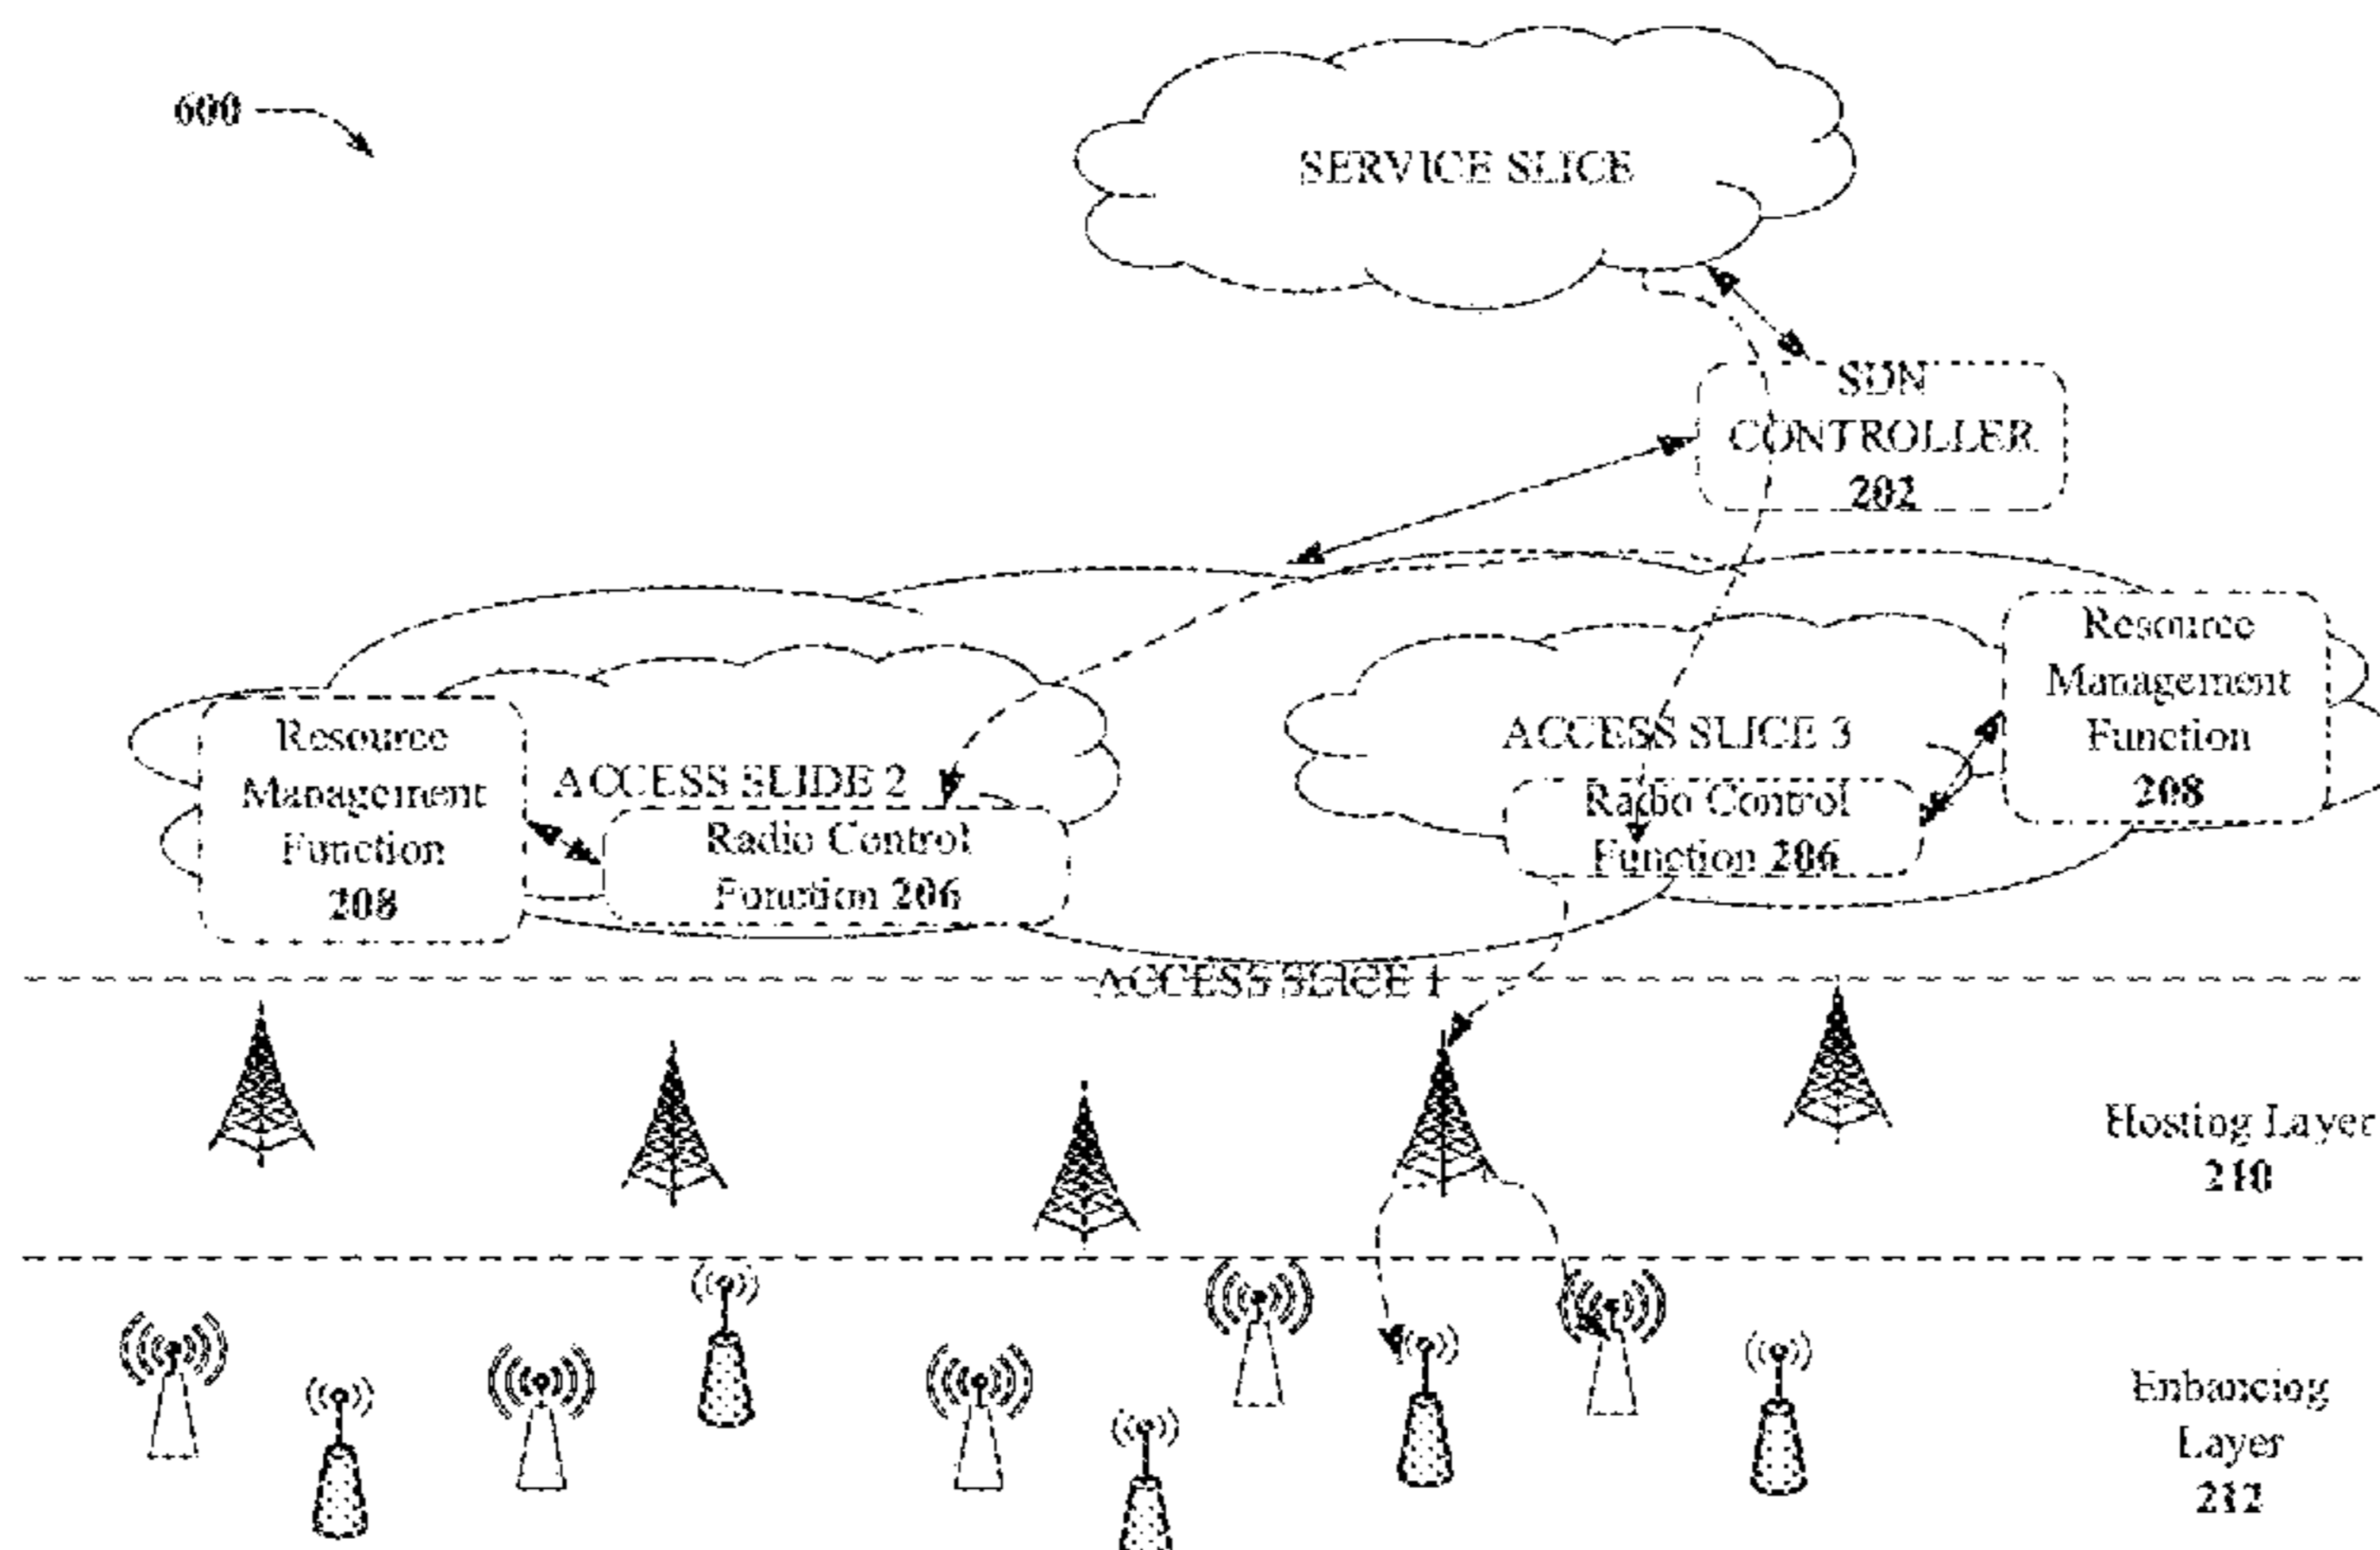 600
SERVICE SLICE
SDN
CONTROLLER
202
Resource
Management
Function
208
ACCESS SLICE 3
Radio Control
Function 206
Resource
Management
Function
208
ACCESS SLIDE 2
Radio Control
Function 206
ACCESS SLICE 1
Hosting Layer
210
Enhancing
Layer
212